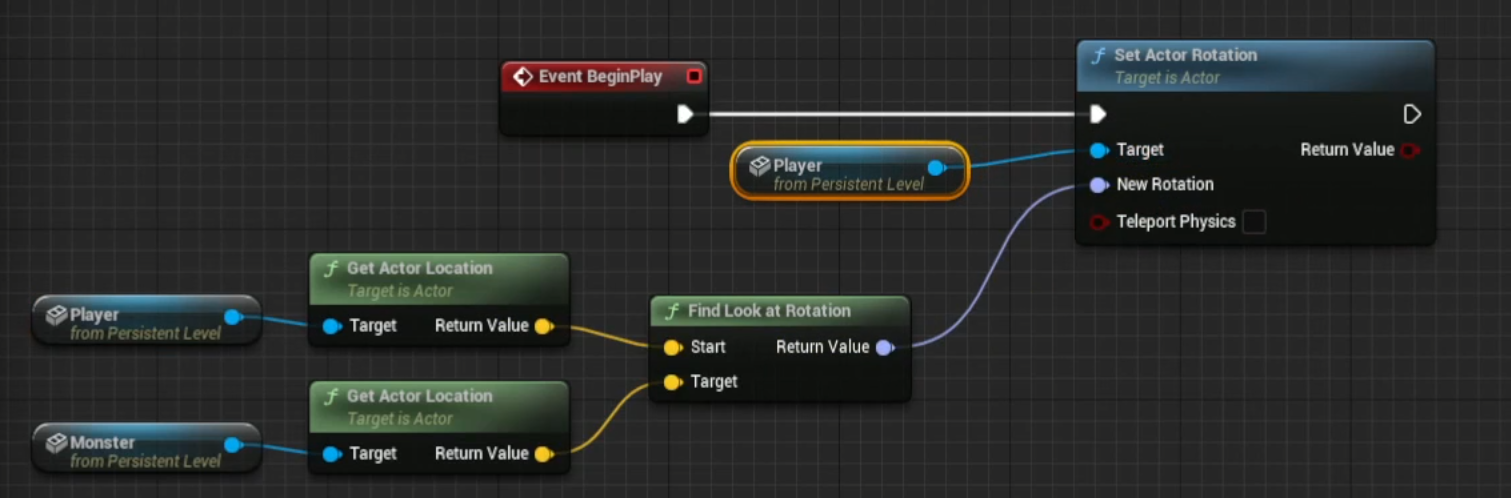 Event BeginPlay
Set Actor Rotation
Target is Actor
Target
Return Value
New Rotation
Teleport Physics
Player
from Persistent Level
Get Actor Location
Target is Actor
Target
Return Value
Player
from Persistent Level
Find Look at Rotation
Start
Return Value
Target
Get Actor Location
Target is Actor
Target
Return Value
Monster
from Persistent Level